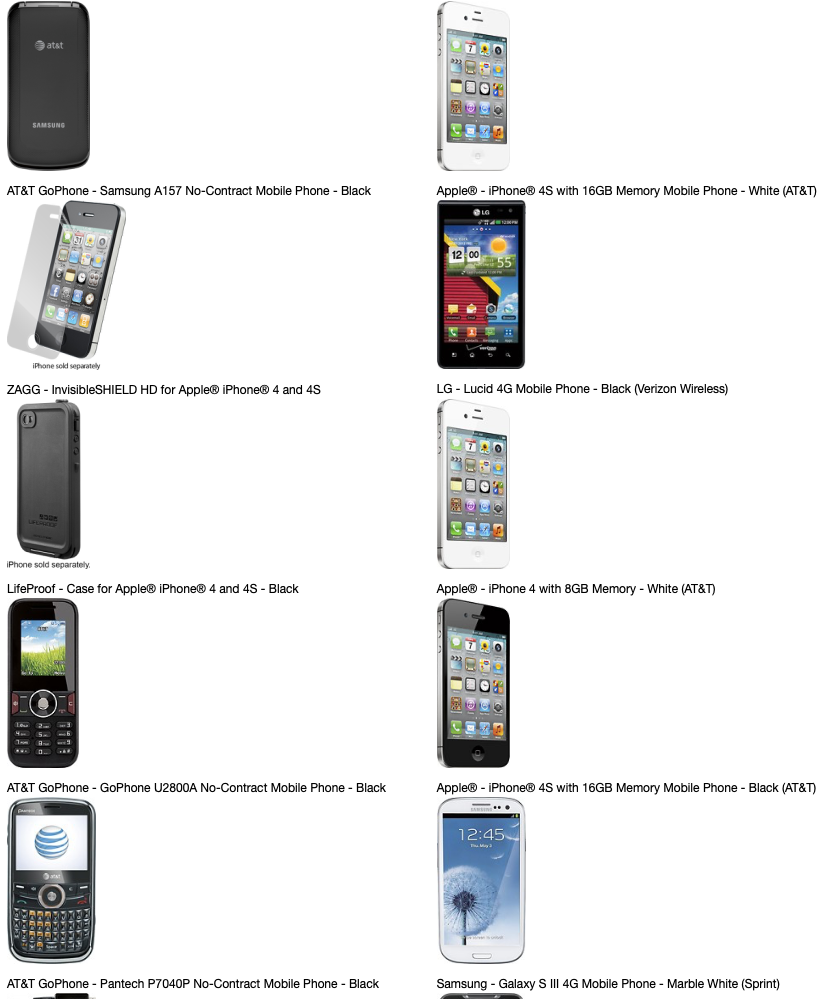 at&t
SAMSUNG
AT&T GoPhone - Samsung A157 No-Contract Mobile Phone - Black
Apple® - iPhone® 4S with 16GB Memory Mobile Phone - White (AT&T)
iPhone sold separately
ZAGG - InvisibleSHIELD HD for Apple® iPhone® 4 and 4S
LG
12 00
55
verizon
LG - Lucid 4G Mobile Phone - Black (Verizon Wireless)
iPhone sold separately.
LifeProof - Case for Apple® iPhone® 4 and 4S - Black
Apple® - iPhone 4 with 8GB Memory - White (AT&T)
AT&T GoPhone - GoPhone U2800A No-Contract Mobile Phone - Black
Apple® - iPhone® 4S with 16GB Memory Mobile Phone - Black (AT&T)
at&t
AT&T GoPhone - Pantech P7040P No-Contract Mobile Phone - Black
SAMSUNG
12:45
Samsung - Galaxy S III 4G Mobile Phone - Marble White (Sprint)